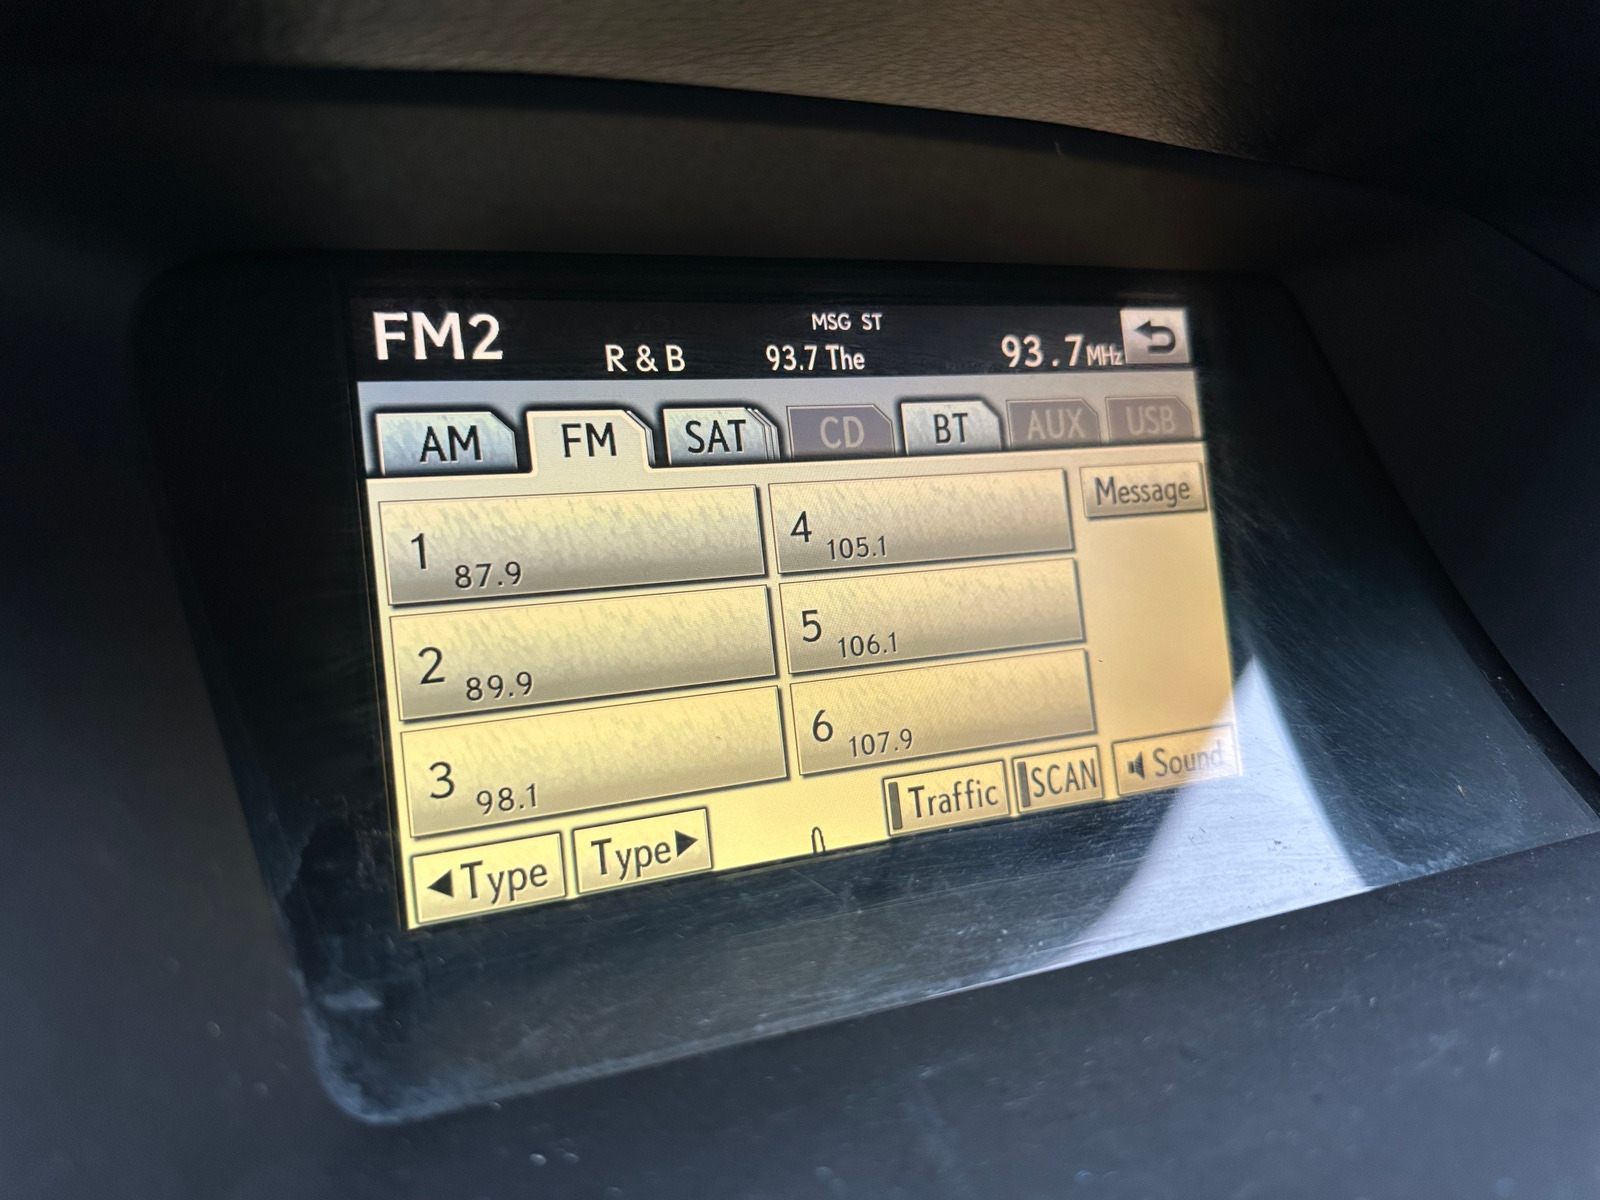 MSG ST
FM2 R & B 93.7 The 93.7MHz
AM FM SAT CD BT AUX USB
1 87.9
4 105.1
Message
2 89.9
5 106.1
3 98.1
6 107.9
Type Type Traffic SCAN Sound